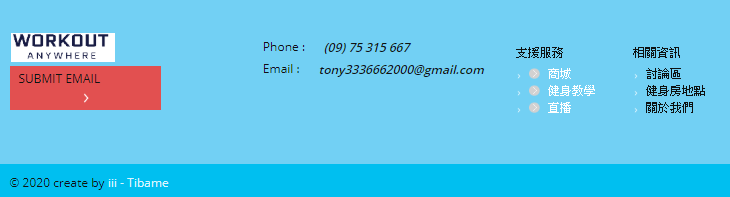 WORKOUT
ANYWHERE
SUBMIT EMAIL
Phone : (09) 75 315 667
Email : tony3336662000@gmail.com
支援服務
商城
健身教學
直播
相關資訊
討論區
健身房地點
關於我們
© 2020 create by iii - Tibame